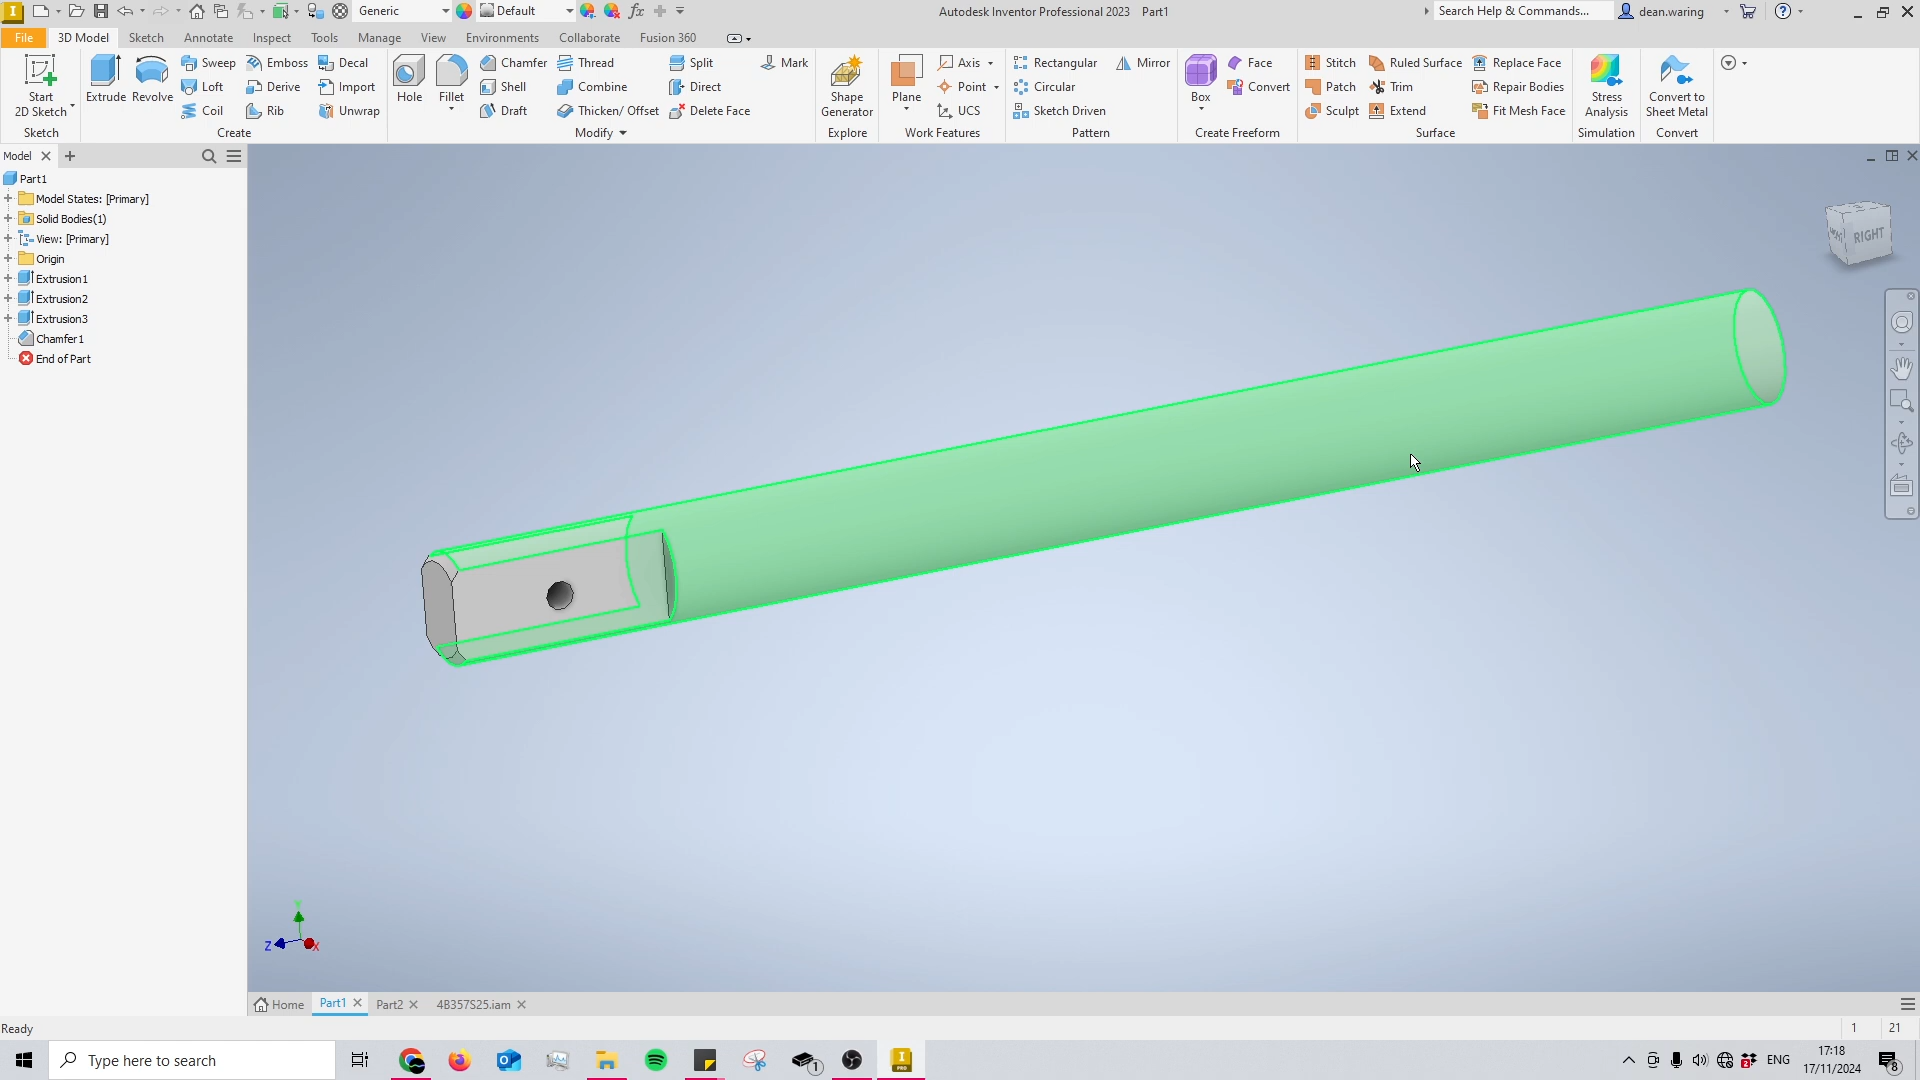 Generic
Default
fx
Autodesk Inventor Professional 2023 Part1
Search Help & Commands...
dean.waring
File 3D Model Sketch Annotate Inspect Tools Manage View Environments Collaborate Fusion 360
Start 2D Sketch
Sketch
Extrude Revolve Sweep Loft Coil Emboss Derive Rib Decal Import Unwrap
Create
Hole Fillet Chamfer Shell Draft Thread Combine Thicken/ Offset Split Direct Delete Face Mark
Modify
Shape Generator
Explore
Plane Axis Point UCS
Work Features
Rectangular Circular Sketch Driven Mirror
Pattern
Box Face Convert
Create Freeform
Stitch Patch Sculpt Ruled Surface Trim Extend Replace Face Repair Bodies Fit Mesh Face
Surface
Stress Analysis
Simulation
Convert to Sheet Metal
Convert
Model
Part1
Model States: [Primary]
Solid Bodies(1)
View: [Primary]
Origin
Extrusion1
Extrusion2
Extrusion3
Chamfer1
End of Part
RIGHT
Y
Z
X
Home Part1 Part2 4B357S25.iam
Ready
1 21
Type here to search
ENG
17:18
17/11/2024
8